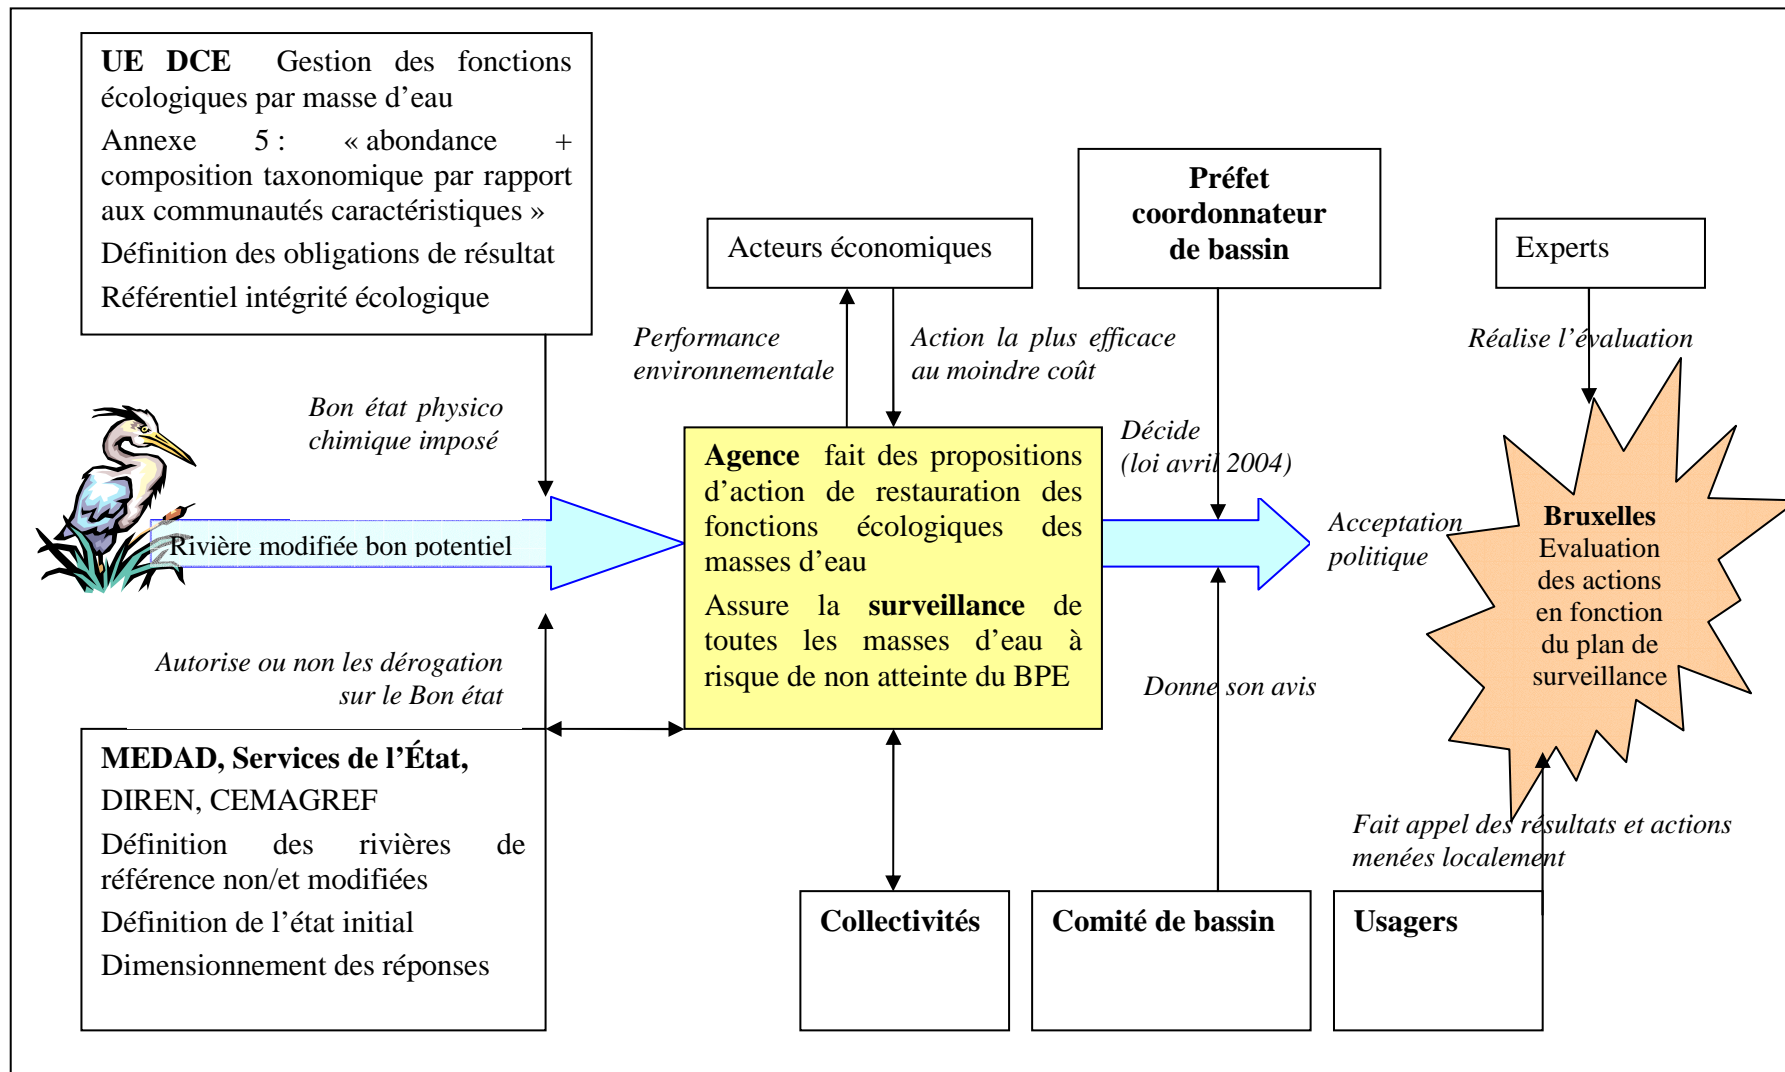 UE DCE Gestion des fonctions
écologiques par masse d'eau
Annexe 5 : « abondance +
composition taxonomique par rapport
aux communautés caractéristiques »
Définition des obligations de résultat
Référentiel intégrité écologique
Acteurs économiques
Préfet
coordonnateur
de bassin
Experts
Performance
environnementale
Action la plus efficace
au moindre coût
Réalise l'évaluation
Bon état physico
chimique imposé
Décide
(loi avril 2004)
Rivière modifiée bon potentiel
Agence fait des propositions
d'action de restauration des
fonctions écologiques des
masses d'eau
Assure la surveillance de
toutes les masses d'eau à
risque de non atteinte du BPE
Acceptation
politique
Bruxelles
Evaluation
des actions
en fonction
du plan de
surveillance
Autorise ou non les dérogation
sur le Bon état
Donne son avis
MEDAD, Services de l'État,
DIREN, CEMAGREF
Définition des rivières de
référence non/et modifiées
Définition de l'état initial
Dimensionnement des réponses
Fait appel des résultats et actions
menées localement
Collectivités
Comité de bassin
Usagers